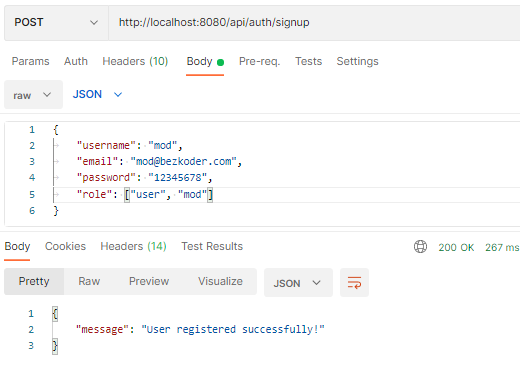 POST http://localhost:8080/api/auth/signup
Params Auth Headers (10) Body Pre-req. Tests Settings
raw JSON
1 {
2 "username": "mod",
3 "email": "mod@bezkoder.com",
4 "password": "12345678",
5 "role": ["user", "mod"]
6 }
Body Cookies Headers (14) Test Results 200 OK 267 ms
Pretty Raw Preview Visualize JSON
1 {
2 "message": "User registered successfully!"
3 }